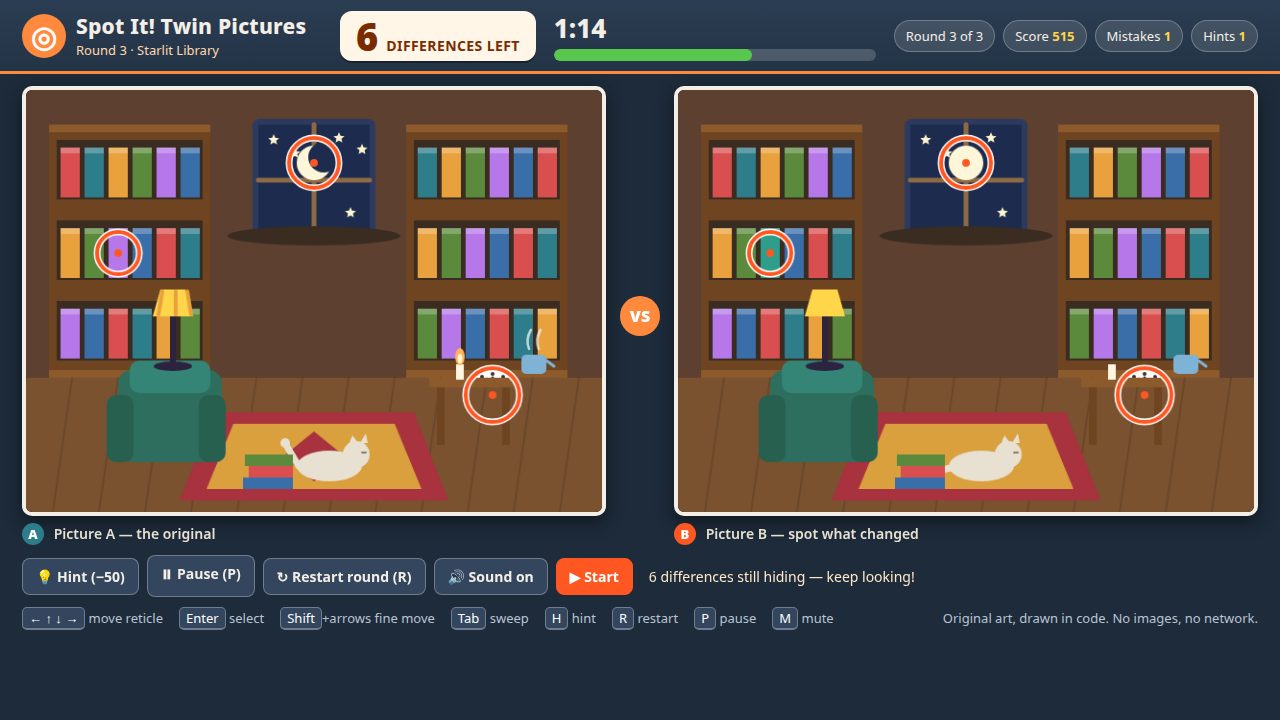 Spot It! Twin Pictures
Round 3 · Starlit Library
6 DIFFERENCES LEFT
1:14
Round 3 of 3
Score 515
Mistakes 1
Hints 1
VS
A Picture A — the original
B Picture B — spot what changed
💡 Hint (−50)
⏸ Pause (P)
↻ Restart round (R)
🔊 Sound on
▶ Start
6 differences still hiding — keep looking!
← ↑ ↓ → move reticle
Enter select
Shift+arrows fine move
Tab sweep
H hint
R restart
P pause
M mute
Original art, drawn in code. No images, no network.